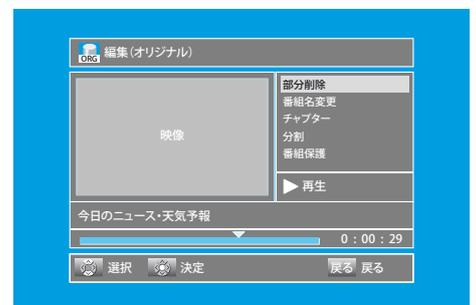 ORG 編集(オリジナル)
映像
部分削除
番組名変更
チャプター
分割
番組保護
再生
今日のニュース・天気予報
0:00:29
選択 決定 戻る 戻る